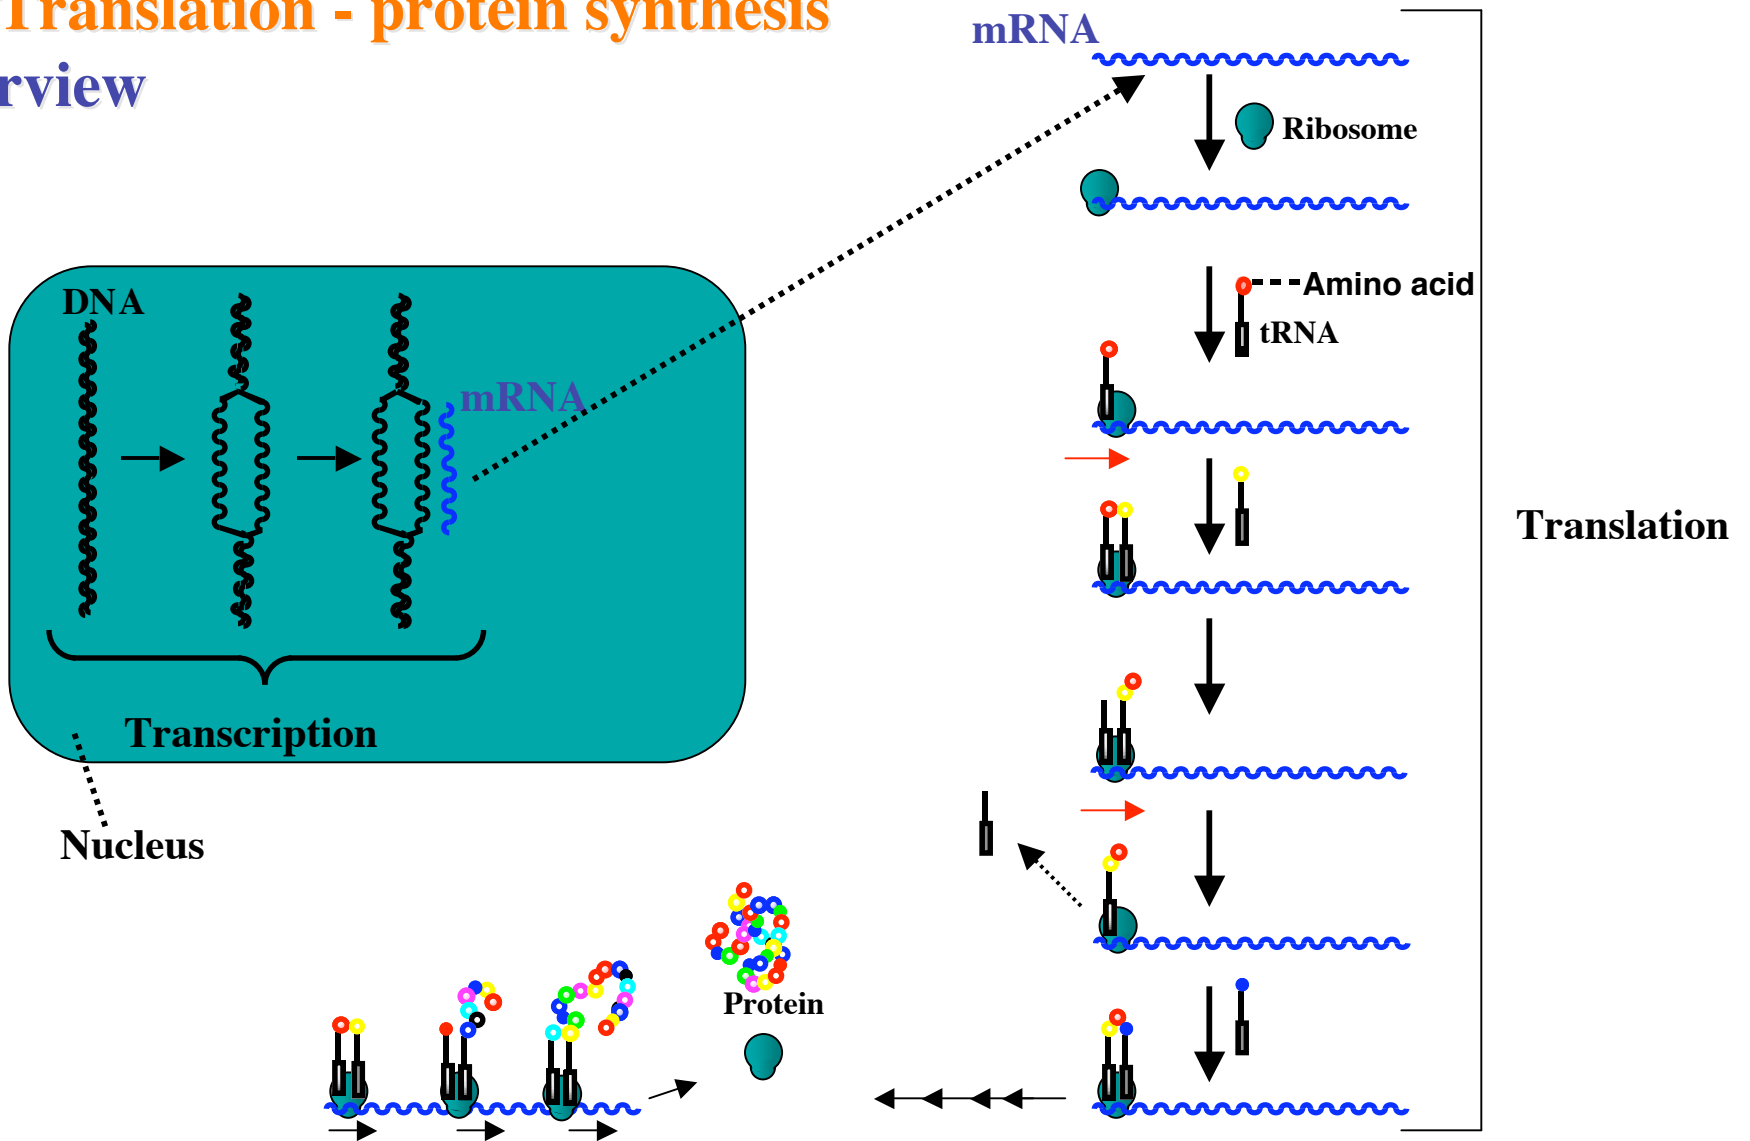 Translation - protein synthesis
rview
mRNA
Ribosome
Amino acid
tRNA
DNA
mRNA
Translation
Transcription
Nucleus
Protein